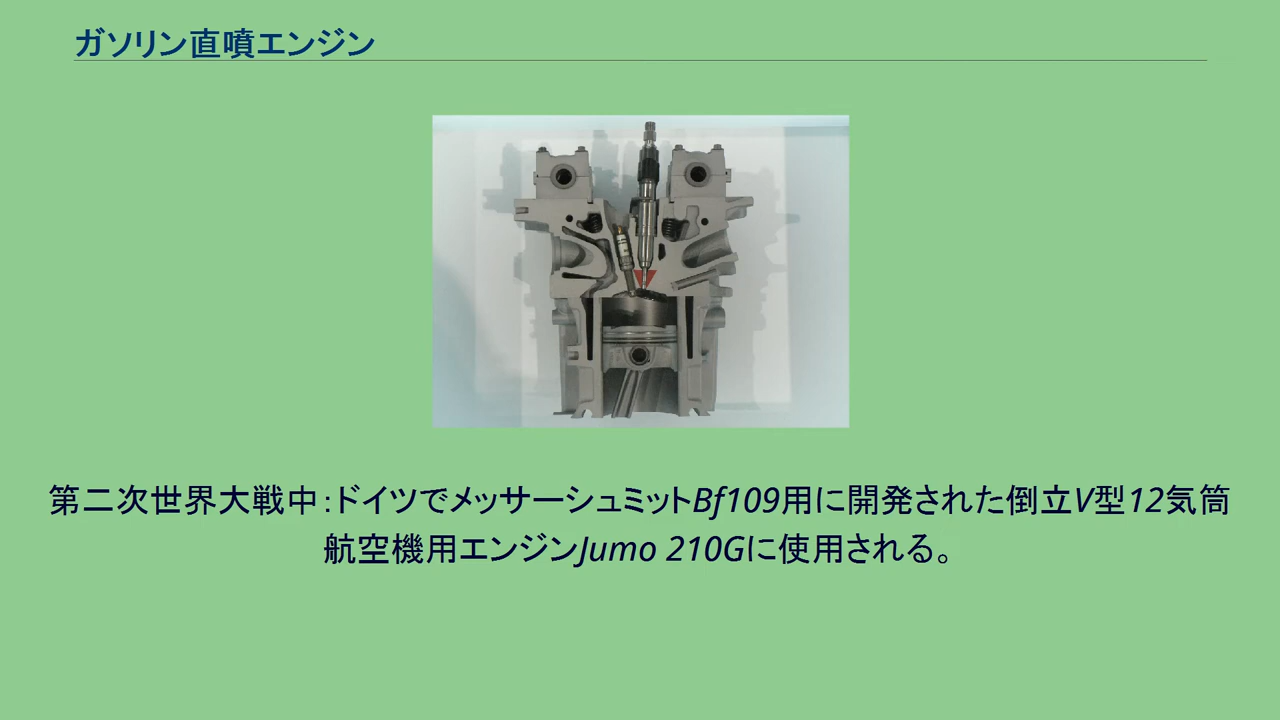 ガソリン直噴エンジン
第二次世界大戦中：ドイツでメッサーシュミットBf109用に開発された倒立V型12気筒
航空機用エンジンJumo 210Gに使用される。